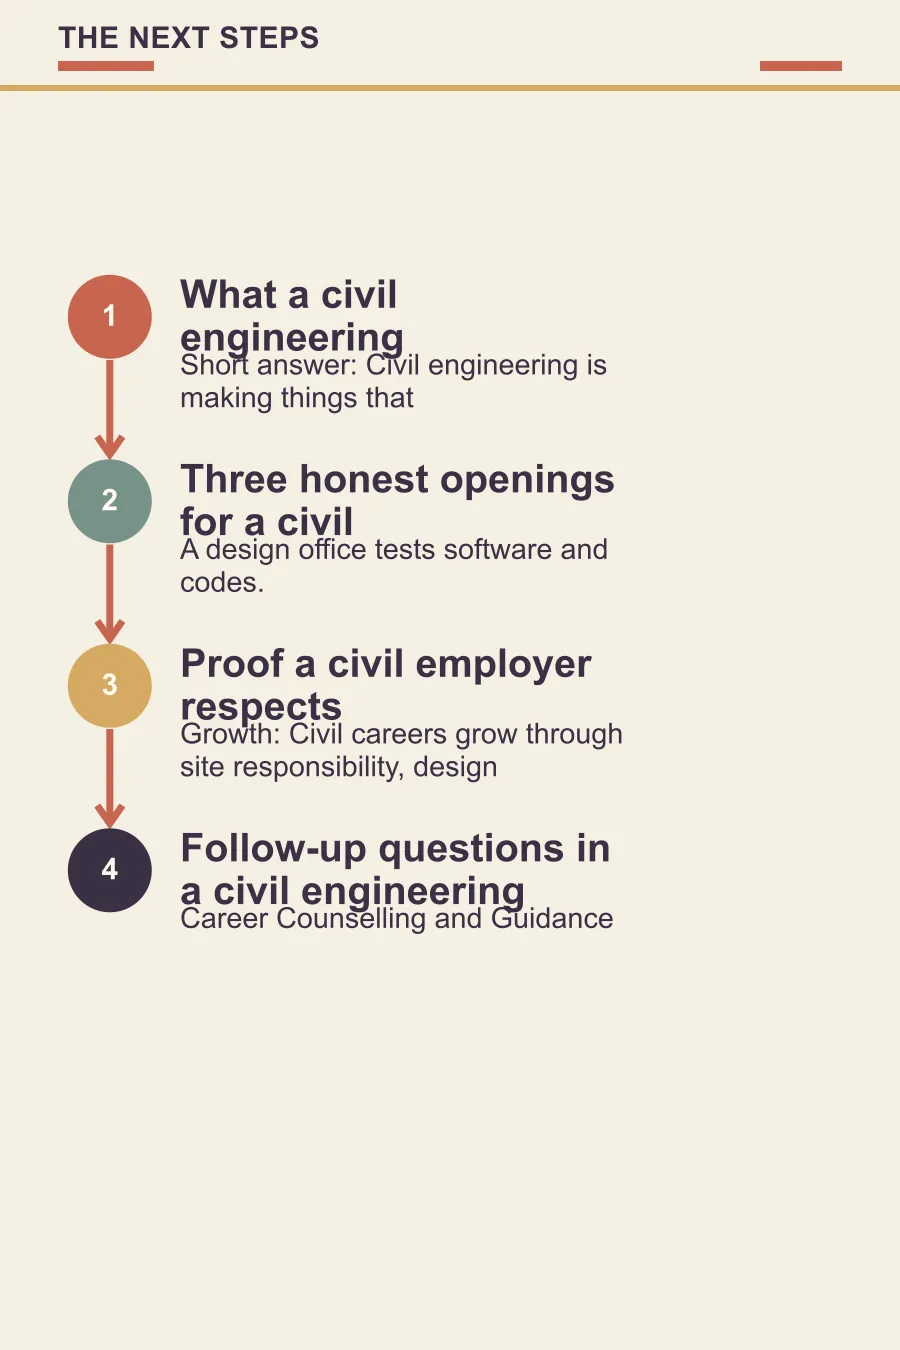 THE NEXT STEPS
1
What a civil
engineering
Short answer: Civil engineering is
making things that
2
Three honest openings
for a civil
A design office tests software and
codes.
3
Proof a civil employer
respects
Growth: Civil careers grow through
site responsibility, design
4
Follow-up questions in
a civil engineering
Career Counselling and Guidance